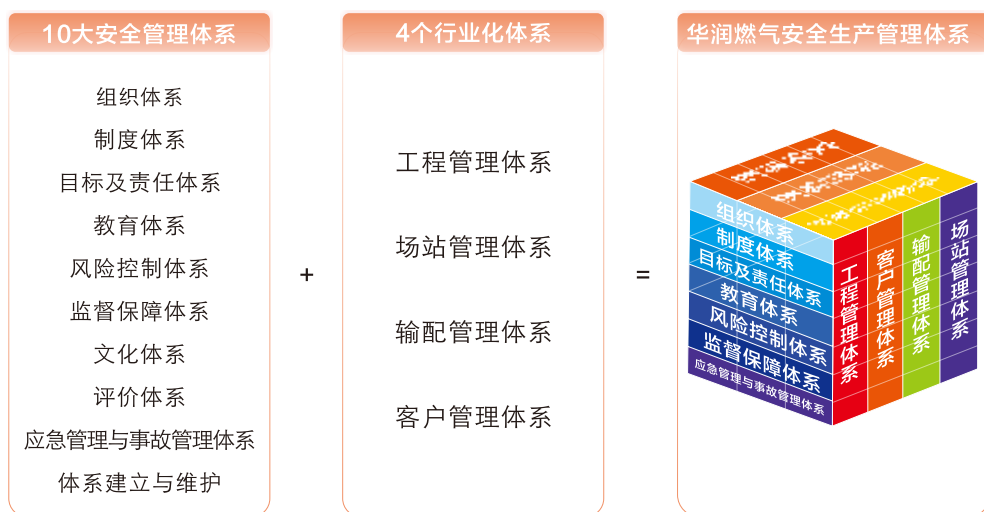 10大安全管理体系
组织体系
制度体系
目标及责任体系
教育体系
风险控制体系
监督保障体系
文化体系
评价体系
应急管理与事故管理体系
体系建立与维护
+
4个行业化体系
工程管理体系
场站管理体系
输配管理体系
客户管理体系
=
华润燃气安全生产管理体系
组织体系
制度体系
目标及责任体系
教育体系
风险控制体系
监督保障体系
应急管理与事故管理体系
工程管理体系
客户管理体系
输配管理体系
场站管理体系